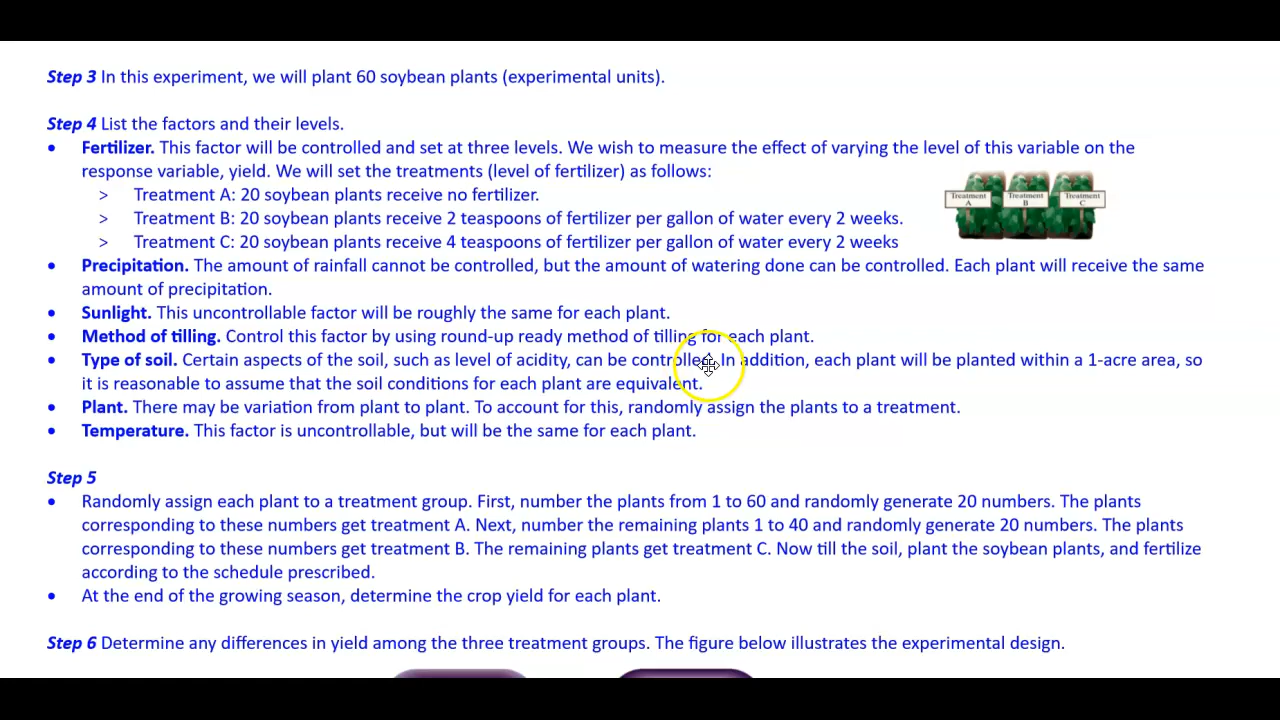 Step 3 In this experiment, we will plant 60 soybean plants (experimental units).
Step 4 List the factors and their levels.
• Fertilizer. This factor will be controlled and set at three levels. We wish to measure the effect of varying the level of this variable on the
response variable, yield. We will set the treatments (level of fertilizer) as follows:
> Treatment A: 20 soybean plants receive no fertilizer.
> Treatment B: 20 soybean plants receive 2 teaspoons of fertilizer per gallon of water every 2 weeks.
> Treatment C: 20 soybean plants receive 4 teaspoons of fertilizer per gallon of water every 2 weeks
Treatment A
Treatment B
Treatment C
• Precipitation. The amount of rainfall cannot be controlled, but the amount of watering done can be controlled. Each plant will receive the same
amount of precipitation.
• Sunlight. This uncontrollable factor will be roughly the same for each plant.
• Method of tilling. Control this factor by using round-up ready method of tilling for each plant.
• Type of soil. Certain aspects of the soil, such as level of acidity, can be controlled. In addition, each plant will be planted within a 1-acre area, so
it is reasonable to assume that the soil conditions for each plant are equivalent.
• Plant. There may be variation from plant to plant. To account for this, randomly assign the plants to a treatment.
• Temperature. This factor is uncontrollable, but will be the same for each plant.
Step 5
• Randomly assign each plant to a treatment group. First, number the plants from 1 to 60 and randomly generate 20 numbers. The plants
corresponding to these numbers get treatment A. Next, number the remaining plants 1 to 40 and randomly generate 20 numbers. The plants
corresponding to these numbers get treatment B. The remaining plants get treatment C. Now till the soil, plant the soybean plants, and fertilize
according to the schedule prescribed.
• At the end of the growing season, determine the crop yield for each plant.
Step 6 Determine any differences in yield among the three treatment groups. The figure below illustrates the experimental design.